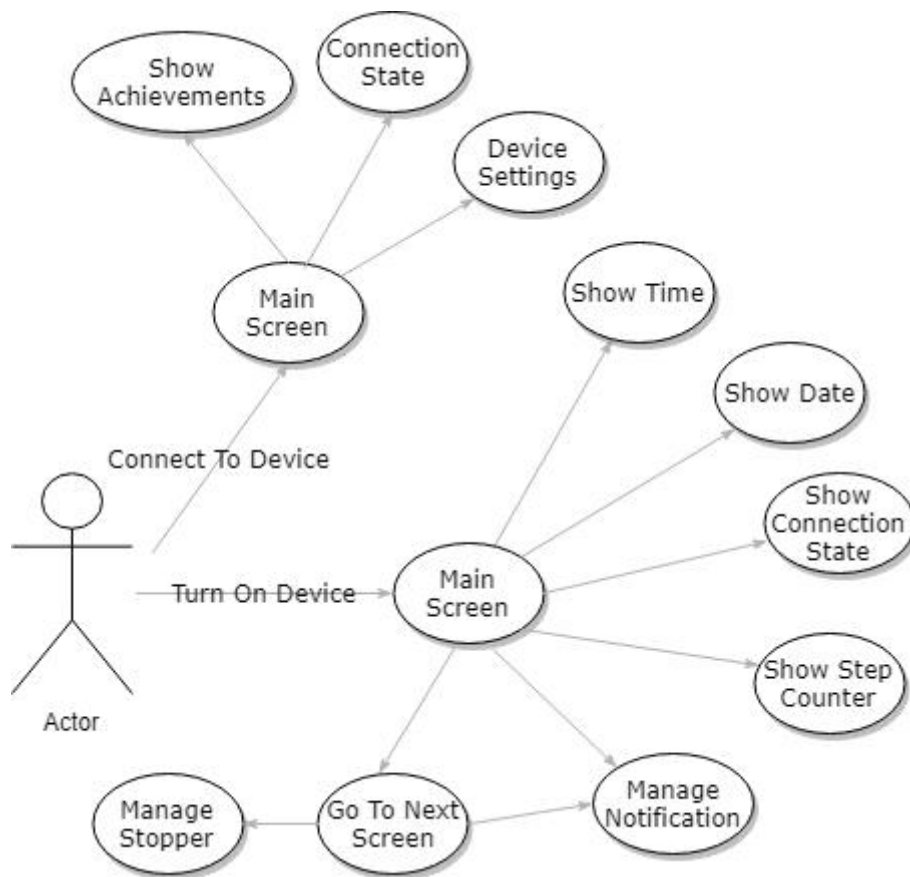 Show
Achievements
Connection
State
Device
Settings
Main
Screen
Show Time
Show Date
Connect To Device
Show
Connection
State
Main
Screen
Turn On Device
Show Step
Counter
Actor
Manage
Stopper
Go To Next
Screen
Manage
Notification